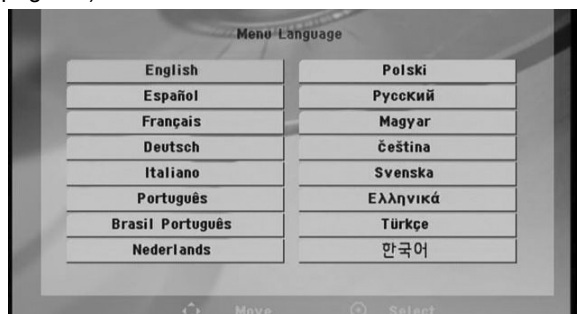 Menu Language
English
Español
Français
Deutsch
Italiano
Português
Brasil Português
Nederlands
Polski
Русский
Magyar
čeština
Svenska
Ελληνικά
Türkçe
한국어
Move
Select